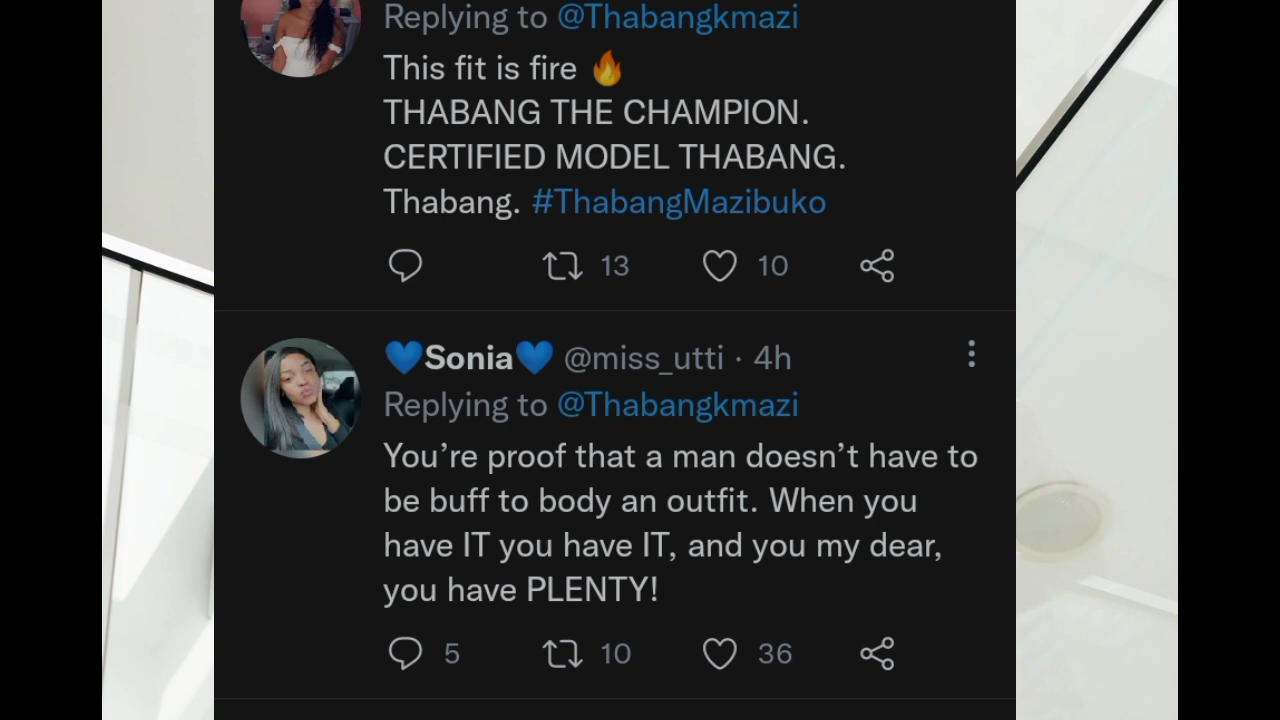 Replying to @Thabangkmazi
This fit is fire 🔥
THABANG THE CHAMPION.
CERTIFIED MODEL THABANG.
Thabang. #ThabangMazibuko
13 10
💙Sonia💙 @miss_utti · 4h
Replying to @Thabangkmazi
You’re proof that a man doesn’t have to
be buff to body an outfit. When you
have IT you have IT, and you my dear,
you have PLENTY!
5 10 36